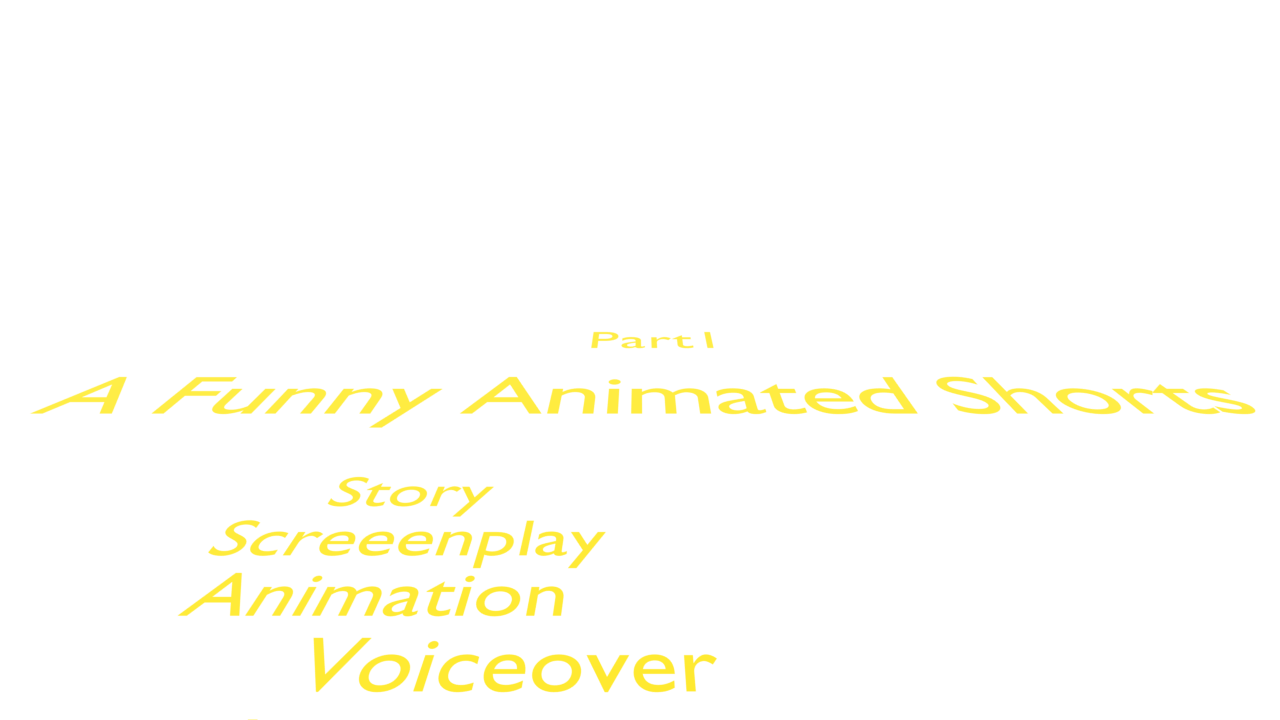 Part I
A Funny Animated Shorts
Story
Screeenplay
Animation
Voiceover